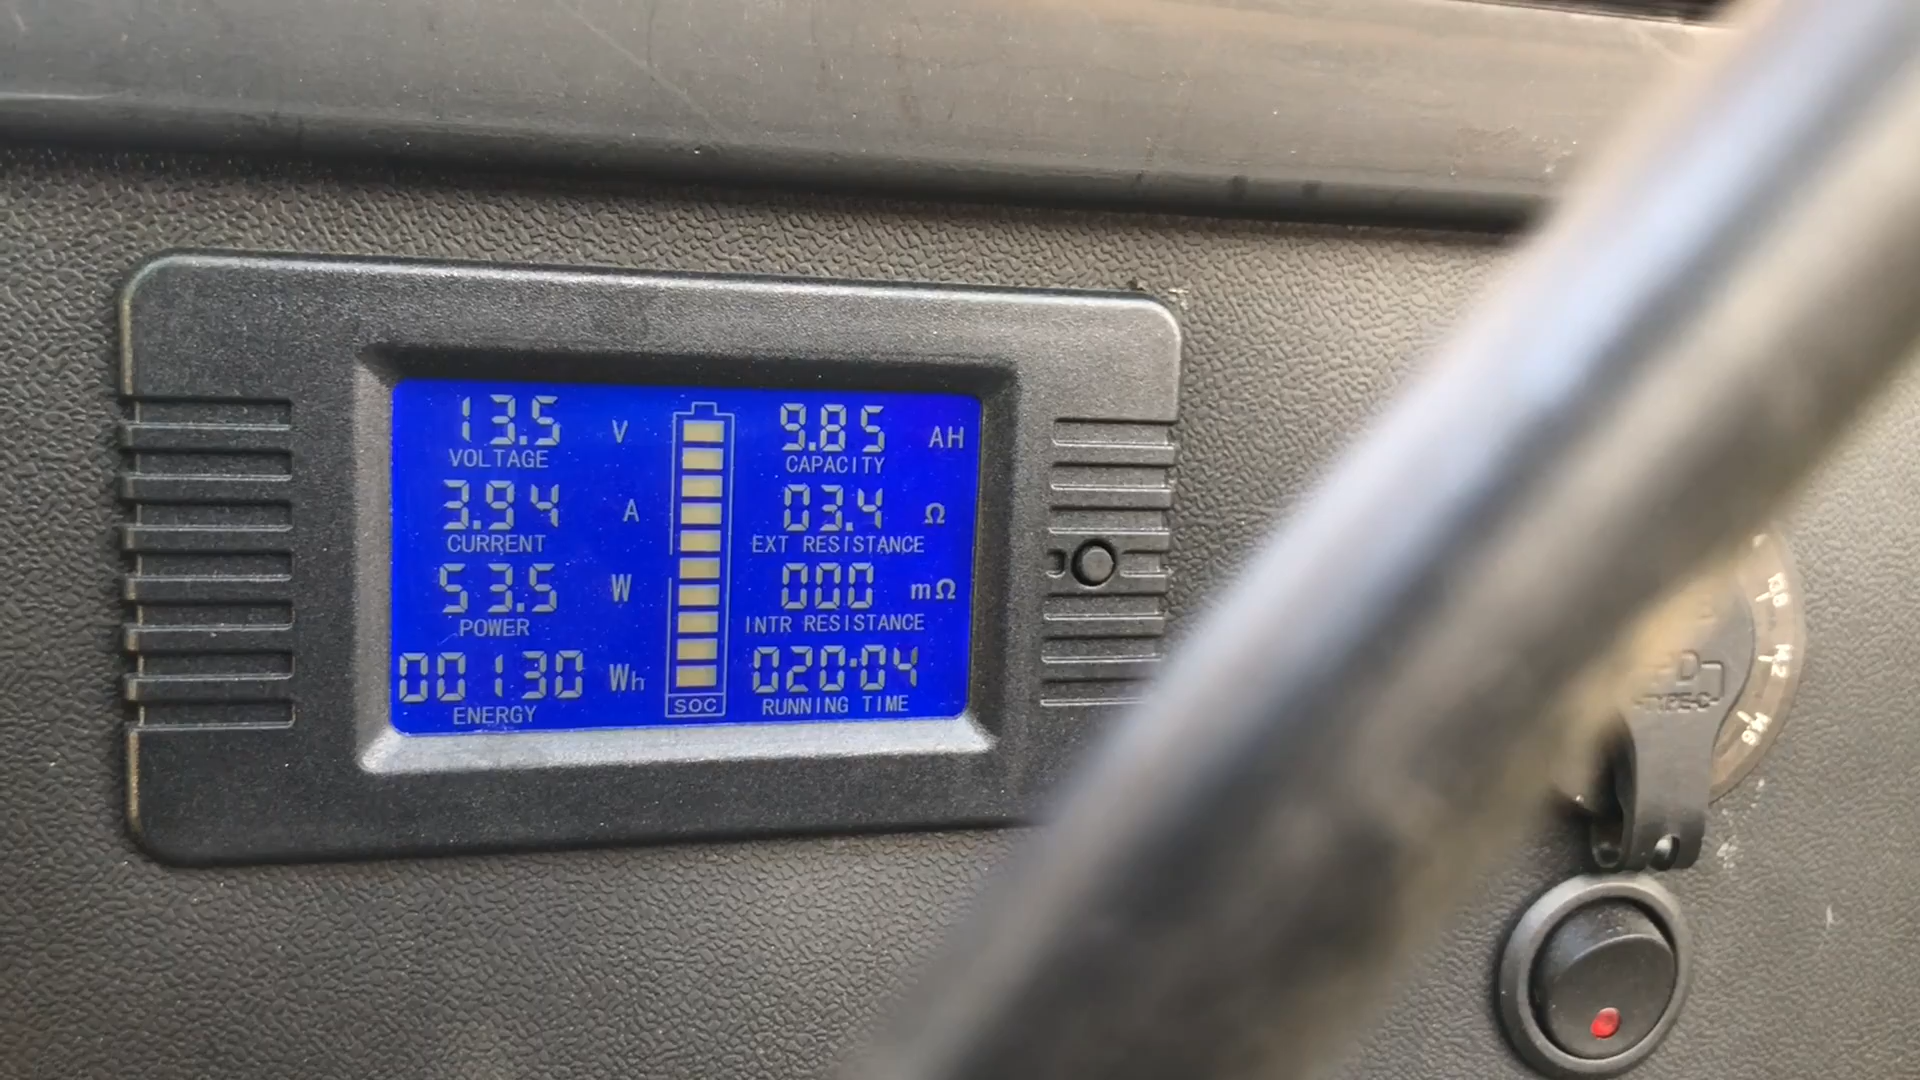 13.5 V
VOLTAGE
3.94 A
CURRENT
53.5 W
POWER
00130 Wh
ENERGY
SOC
9.85 AH
CAPACITY
03.4 Ω
EXT RESISTANCE
000 mΩ
INTR RESISTANCE
020:04
RUNNING TIME